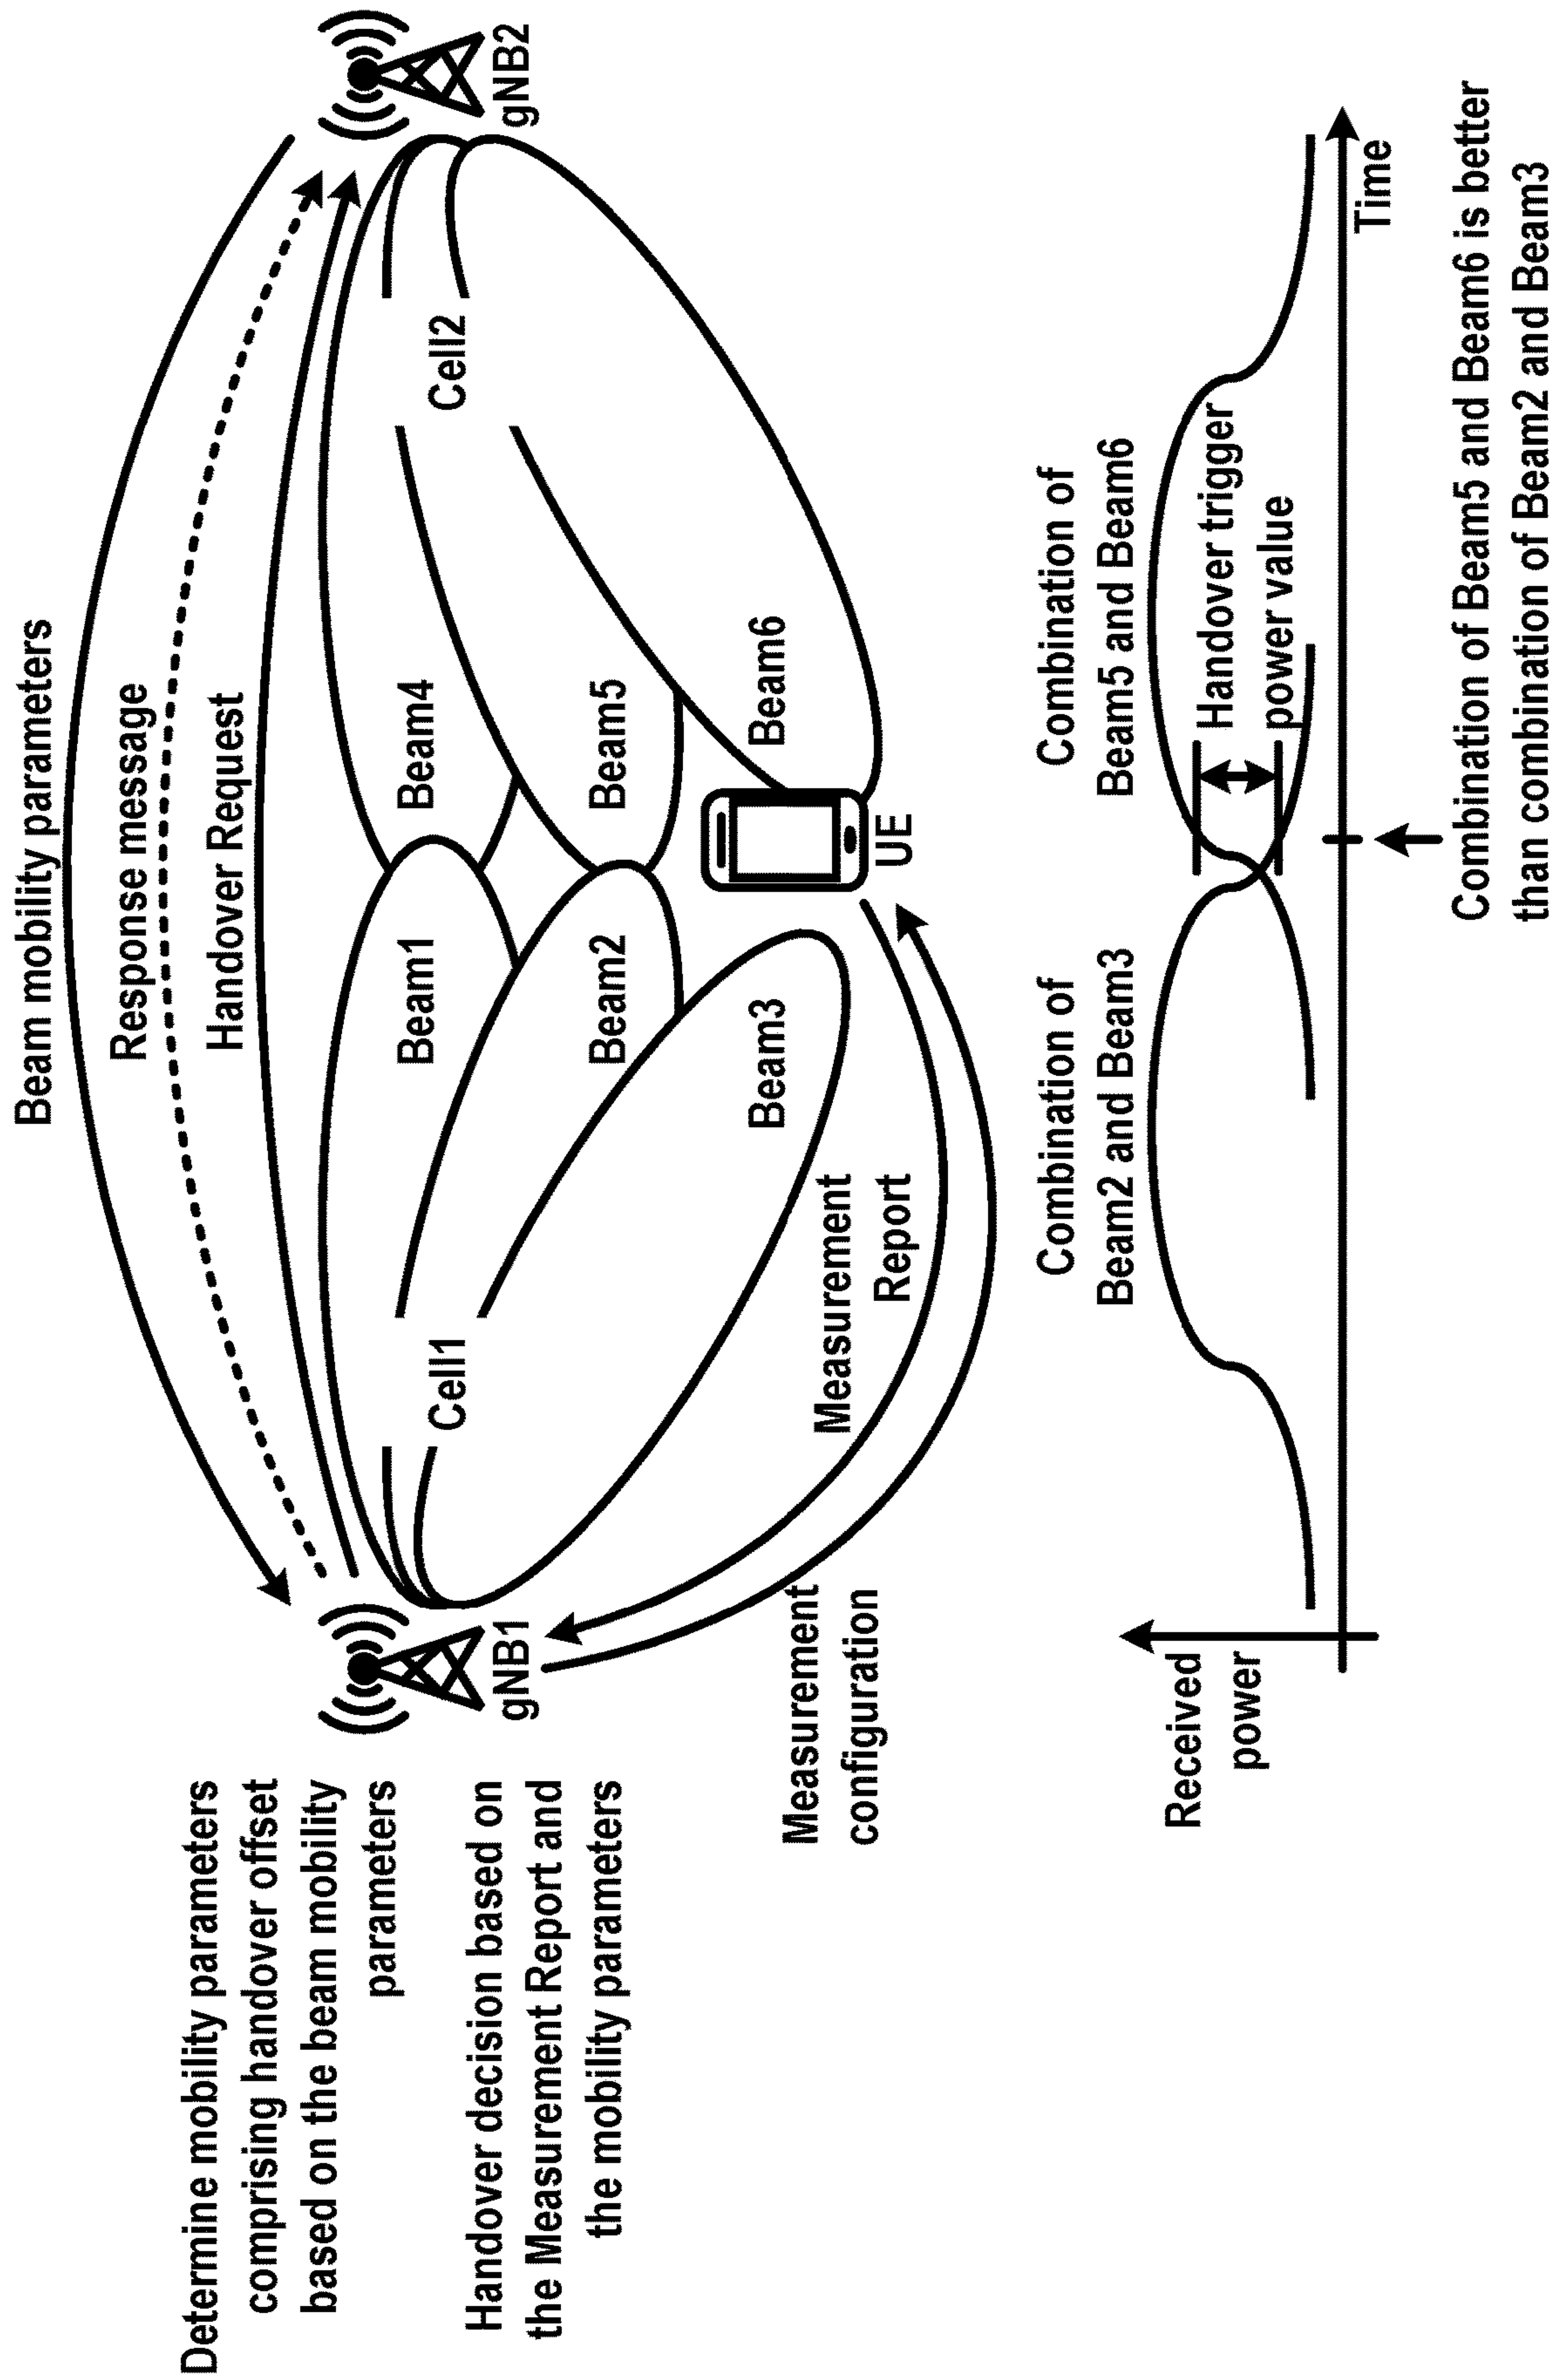 Beam mobility parameters
Response message
Handover Request
Determine mobility parameters
comprising handover offset
based on the beam mobility
parameters
Handover decision based on
the Measurement Report and
the mobility parameters
gNB1
gNB2
Cell1
Cell2
Beam1
Beam4
Beam2
Beam5
Beam3
Beam6
UE
Measurement
Report
Measurement
configuration
Received
power
Combination of
Beam2 and Beam3
Combination of
Beam5 and Beam6
Handover trigger
power value
Time
Combination of Beam5 and Beam6 is better
than combination of Beam2 and Beam3